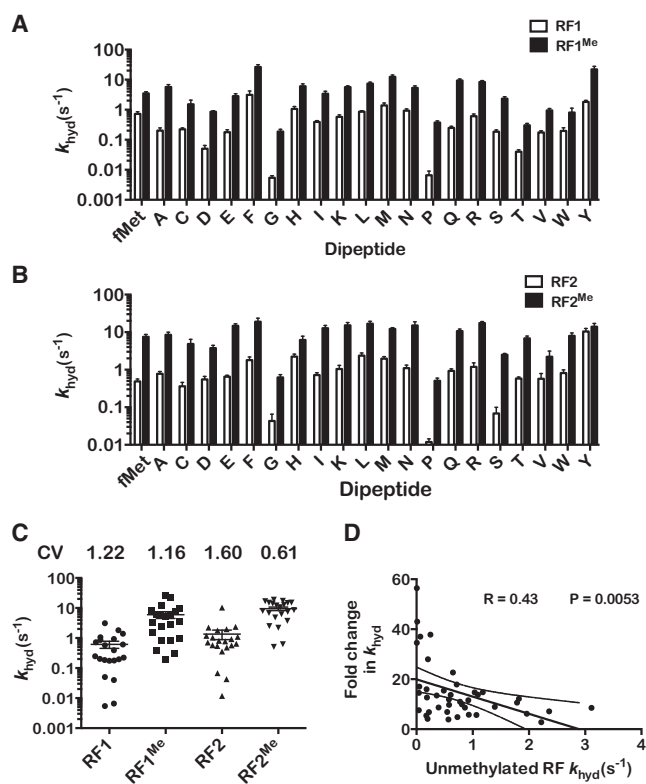 A
RF1
RF1Me
khyd(s-1)
100
10
1
0.1
0.01
0.001
fMet A C D E F G H I K L M N P Q R S T V W Y
Dipeptide
B
RF2
RF2Me
khyd(s-1)
100
10
1
0.1
0.01
fMet A C D E F G H I K L M N P Q R S T V W Y
Dipeptide
C
CV 1.22 1.16 1.60 0.61
khyd(s-1)
100
10
1
0.1
0.01
0.001
RF1 RF1Me RF2 RF2Me
D
R = 0.43 P = 0.0053
Fold change
in khyd
60
40
20
0
0 1 2 3 4
Unmethylated RF khyd(s-1)